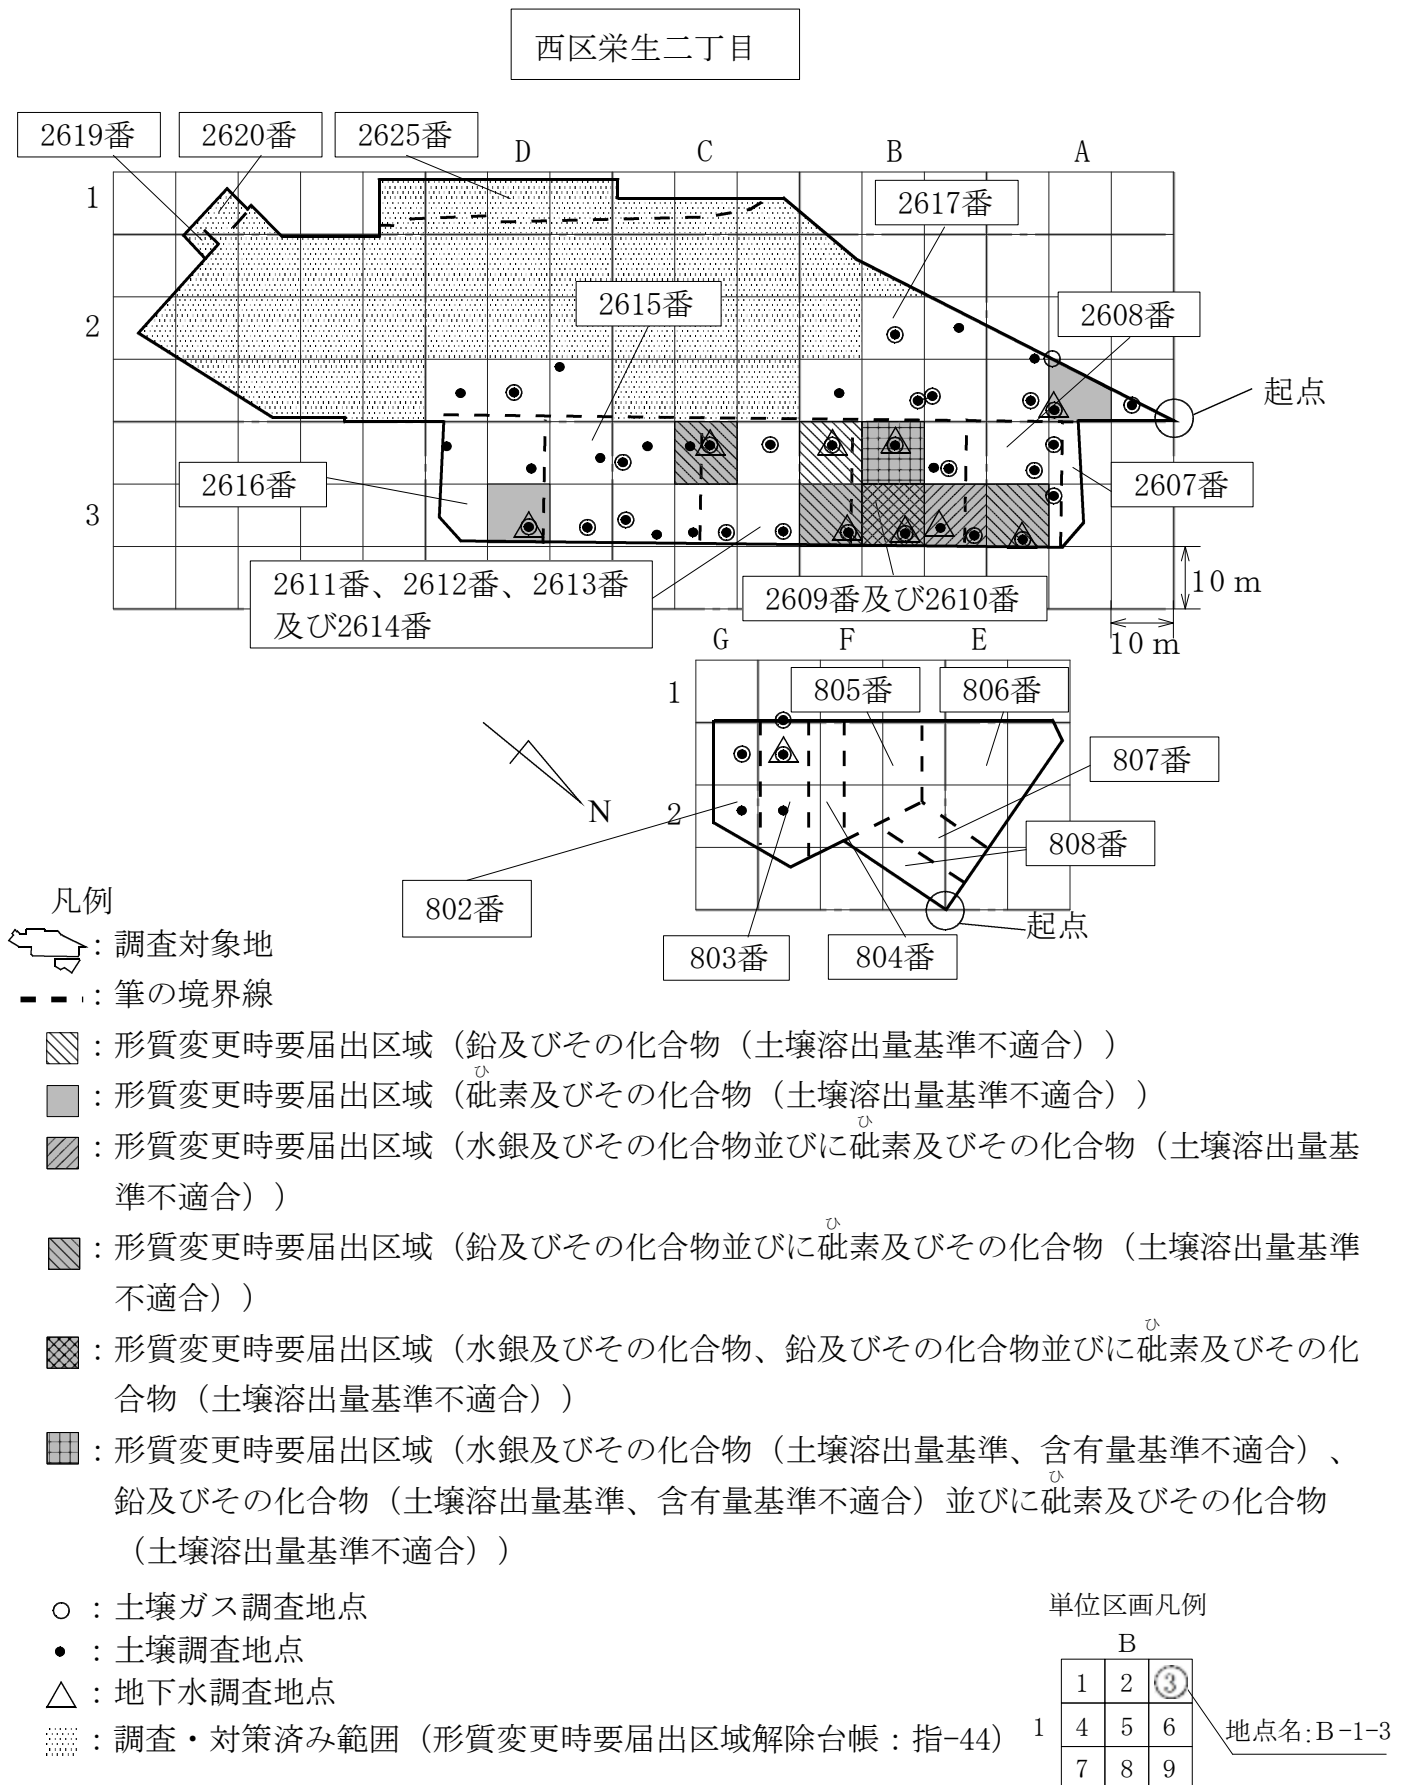 西区栄生二丁目
2619番
2620番
2625番
D
C
B
A
1
2617番
2615番
2608番
2
起点
2616番
2607番
3
2611番、2612番、2613番
及び2614番
2609番及び2610番
10 m
10 m
G
F
E
1
805番
806番
807番
N
2
808番
802番
起点
803番
804番
凡例
：調査対象地
：筆の境界線
：形質変更時要届出区域（鉛及びその化合物（土壌溶出量基準不適合））
：形質変更時要届出区域（砒素及びその化合物（土壌溶出量基準不適合））
ひ
：形質変更時要届出区域（水銀及びその化合物並びに砒素及びその化合物（土壌溶出量基
ひ
準不適合））
：形質変更時要届出区域（鉛及びその化合物並びに砒素及びその化合物（土壌溶出量基準
ひ
不適合））
：形質変更時要届出区域（水銀及びその化合物、鉛及びその化合物並びに砒素及びその化
ひ
合物（土壌溶出量基準不適合））
：形質変更時要届出区域（水銀及びその化合物（土壌溶出量基準、含有量基準不適合）、
鉛及びその化合物（土壌溶出量基準、含有量基準不適合）並びに砒素及びその化合物
ひ
（土壌溶出量基準不適合））
：土壌ガス調査地点
：土壌調査地点
：地下水調査地点
：調査・対策済み範囲（形質変更時要届出区域解除台帳：指-44）
単位区画凡例
B
1 2 ③
1 4 5 6
7 8 9
地点名:B-1-3